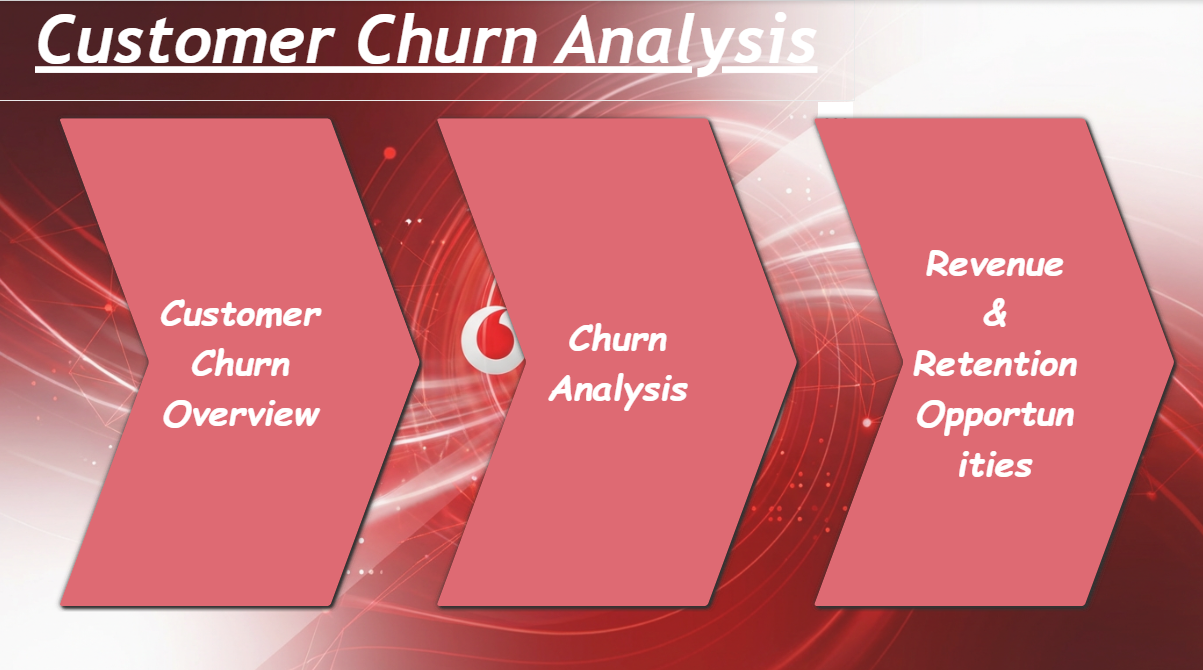 Customer Churn Analysis
Customer
Churn
Overview
Churn
Analysis
Revenue
&
Retention
Opportun
ities